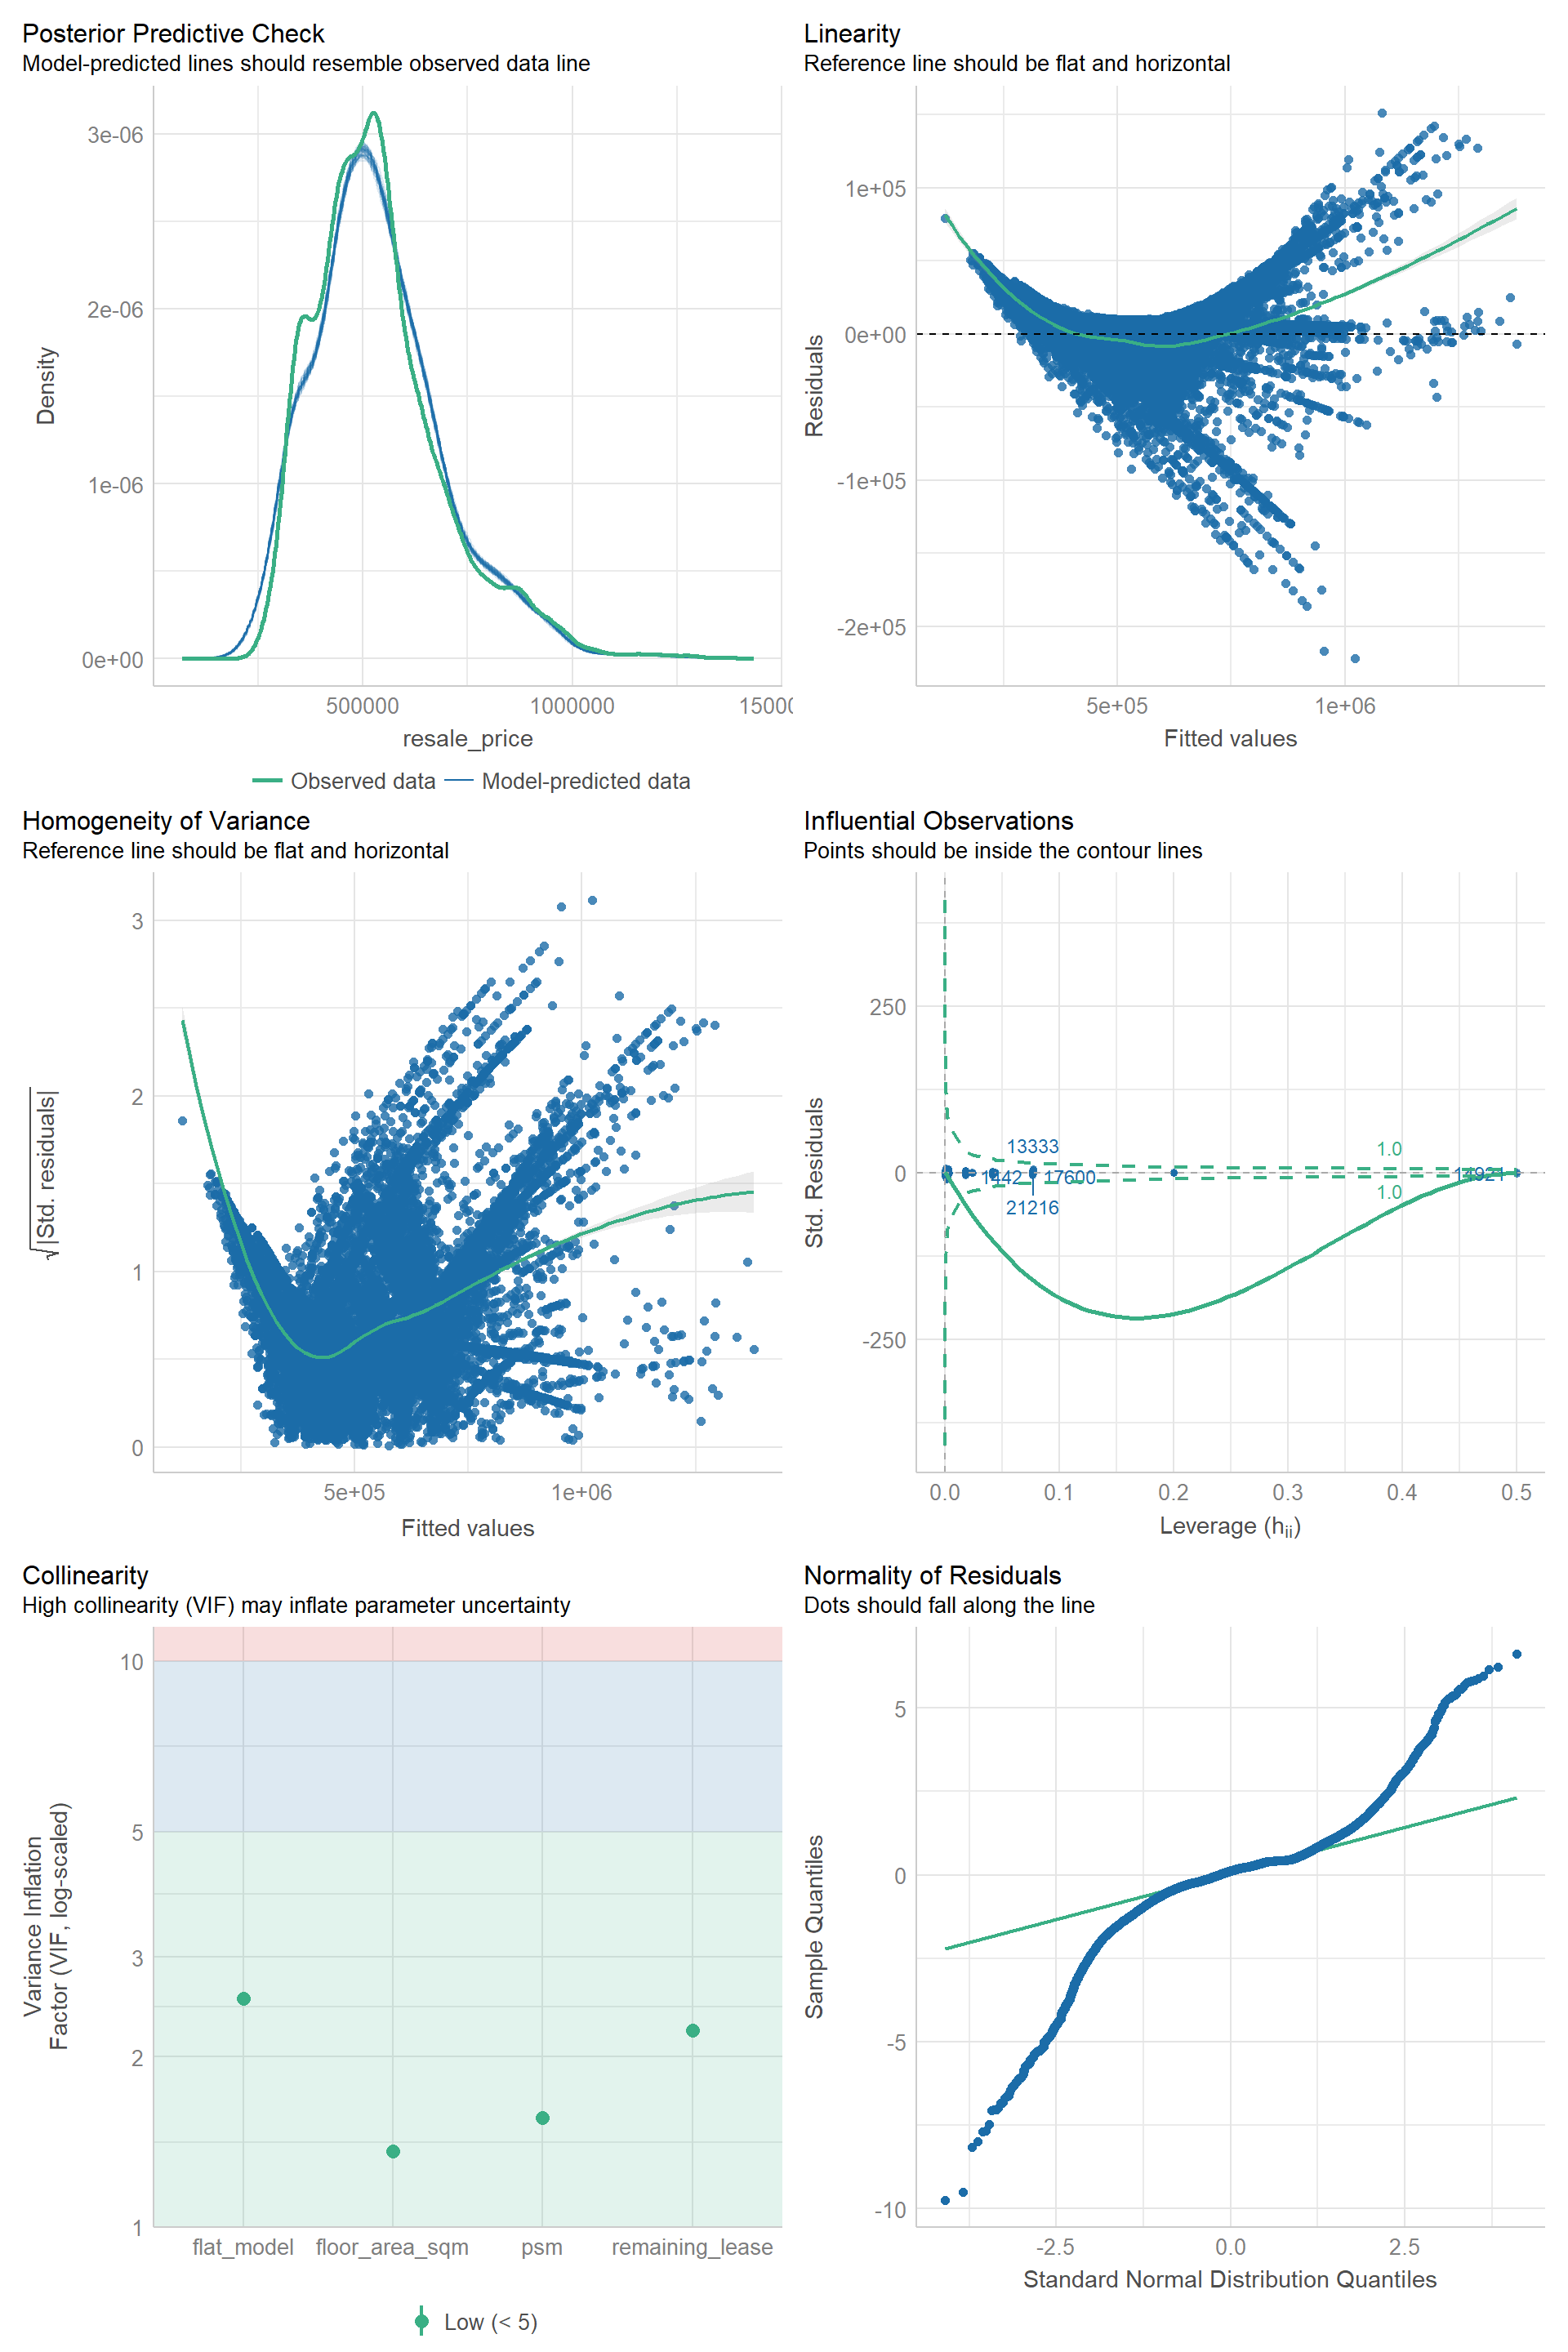 Posterior Predictive Check
Model-predicted lines should resemble observed data line
3e-06
2e-06
1e-06
0e+00
Density
500000
1000000
15000
resale_price
Observed data
Model-predicted data
Linearity
Reference line should be flat and horizontal
1e+05
0e+00
-1e+05
-2e+05
Residuals
5e+05
1e+06
Fitted values
Homogeneity of Variance
Reference line should be flat and horizontal
3
2
1
0
√|Std. residuals|
5e+05
1e+06
Fitted values
Influential Observations
Points should be inside the contour lines
250
0
-250
Std. Residuals
13333
1442
17600
21216
14921
1.0
1.0
0.0
0.1
0.2
0.3
0.4
0.5
Leverage (hii)
Collinearity
High collinearity (VIF) may inflate parameter uncertainty
10
5
3
2
1
Variance Inflation
Factor (VIF, log-scaled)
flat_model
floor_area_sqm
psm
remaining_lease
Low (< 5)
Normality of Residuals
Dots should fall along the line
5
0
-5
-10
Sample Quantiles
-2.5
0.0
2.5
Standard Normal Distribution Quantiles